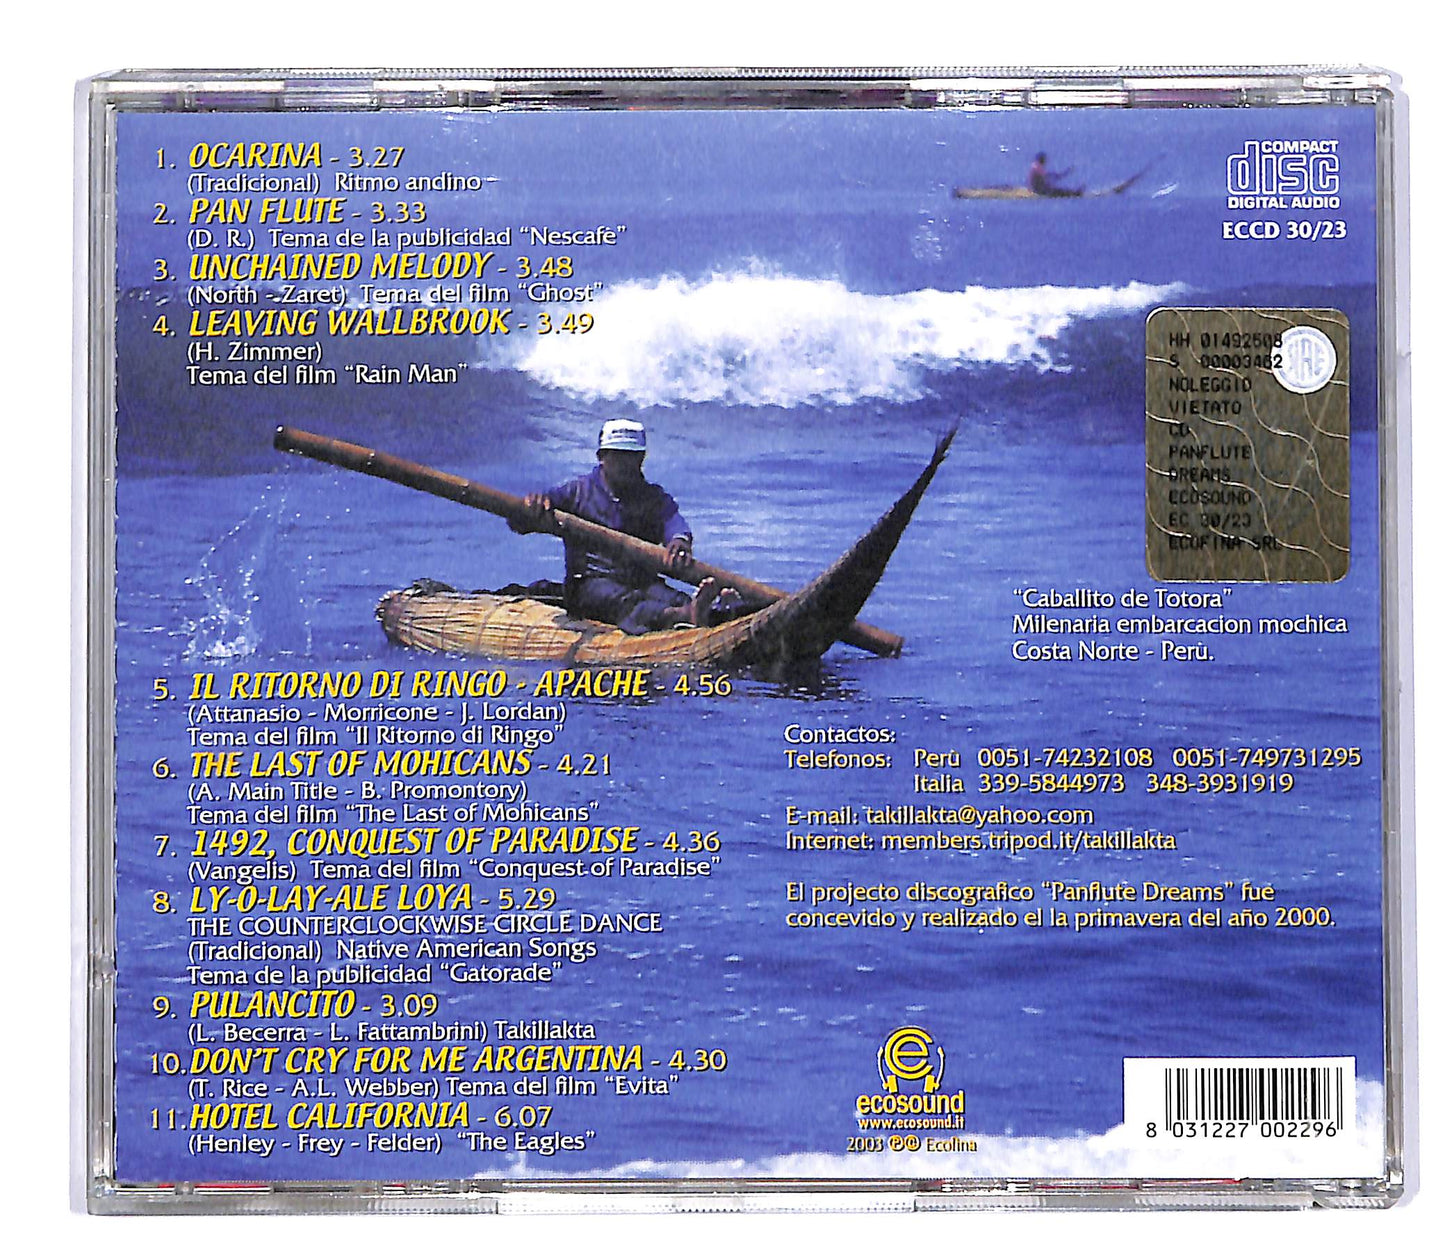 1. OCARINA - 3.27
(Tradicional) Ritmo andino
2. PAN FLUTE - 3.33
(D. R.) Tema de la publicidad “Nescafè”
3. UNCHAINED MELODY - 3.48
(North - Zaret) Tema del film “Ghost”
4. LEAVING WALLBROOK - 3.49
(H. Zimmer)
Tema del film “Rain Man”
5. IL RITORNO DI RINGO - APACHE - 4.56
(Attanasio - Morricone - J. Lordan)
Tema del film “Il Ritorno di Ringo”
6. THE LAST OF MOHICANS - 4.21
(A. Main Title - B. Promontory)
Tema del film “The Last of Mohicans”
7. 1492, CONQUEST OF PARADISE - 4.36
(Vangelis) Tema del film “Conquest of Paradise”
8. LY-O-LAY-ALE LOYA - 5.29
THE COUNTERCLOCKWISE CIRCLE DANCE
(Tradicional) Native American Songs
Tema de la publicidad “Gatorade”
9. PULANCITO - 3.09
(L. Becerra - L. Fattambrini) Takillakta
10. DON'T CRY FOR ME ARGENTINA - 4.30
(T. Rice - A.L. Webber) Tema del film “Evita”
11. HOTEL CALIFORNIA - 6.07
(Henley - Frey - Felder) “The Eagles”
COMPACT
disc
DIGITAL AUDIO
ECCD 30/23
HH 01492608
S 00003462
NOLEGGIO
VIETATO
CD
PANFLUTE
DREAMS
ECOSOUND
EC 30/23
ECOFINA SRL
“Caballito de Totora”
Milenaria embarcacion mochica
Costa Norte - Perù.
Contactos:
Telefonos: Perù 0051-74232108 0051-749731295
Italia 339-5844973 348-3931919
E-mail: takillakta@yahoo.com
Internet: members.tripod.it/takillakta
El projecto discografico “Panflute Dreams” fue
concevido y realizado el la primavera del año 2000.
ecosound
www.ecosound.it
2003 ℗© Ecofina
8 031227 002296